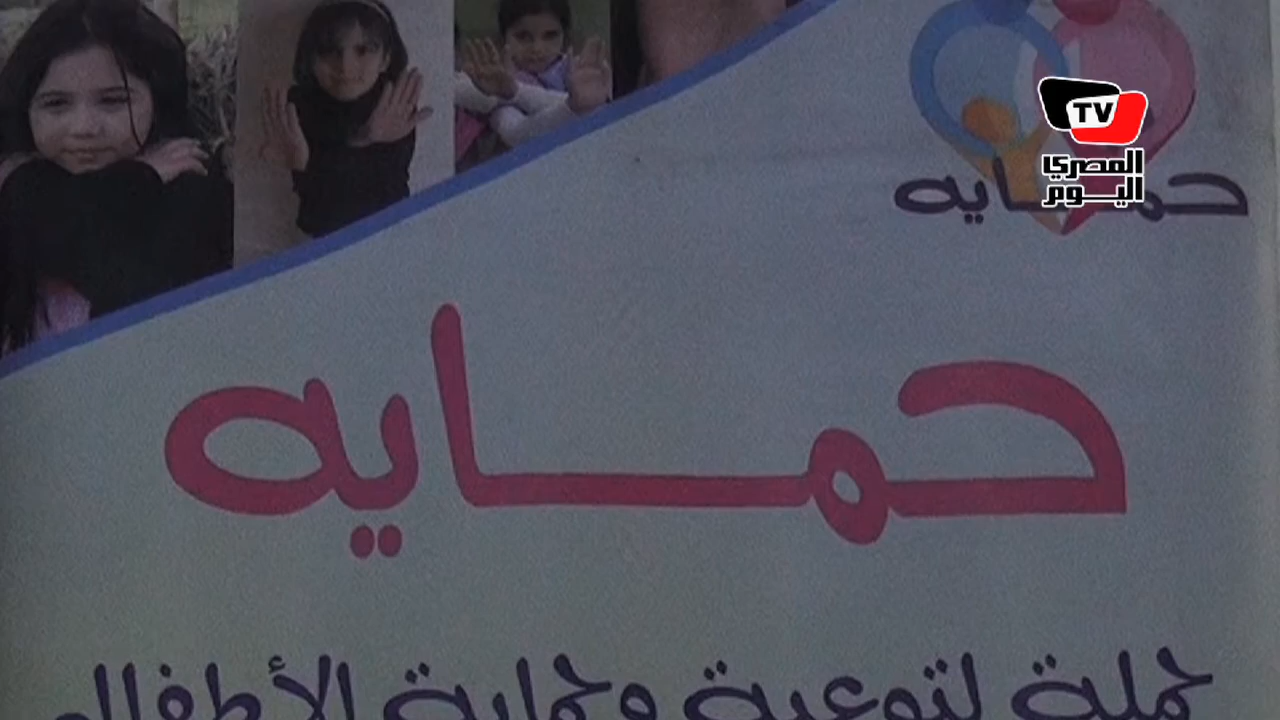 TV
المصري
اليوم
حمايه
حمايه
حملة لتوعية وحماية الأطفال